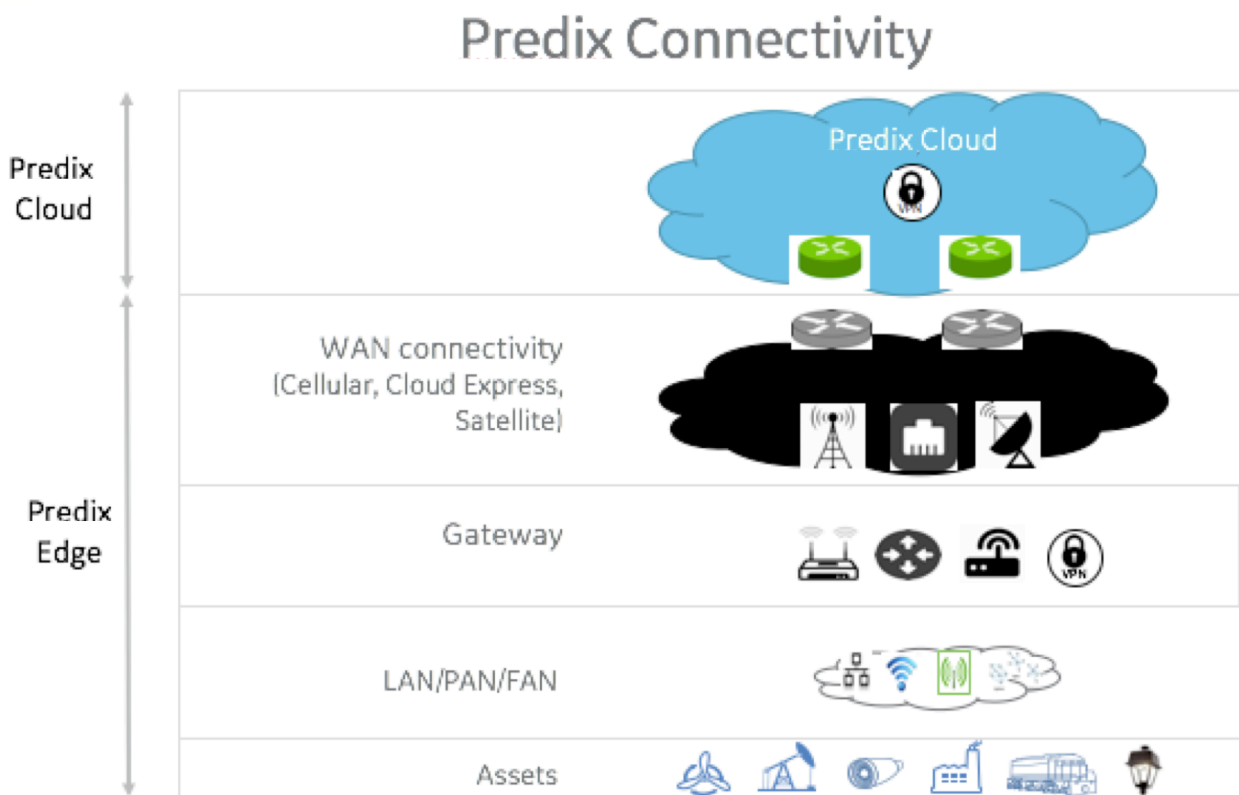 Predix Connectivity
Predix
Cloud
Predix Cloud
VPN
WAN connectivity
(Cellular, Cloud Express,
Satellite)
Predix
Edge
Gateway
VPN
LAN/PAN/FAN
Assets